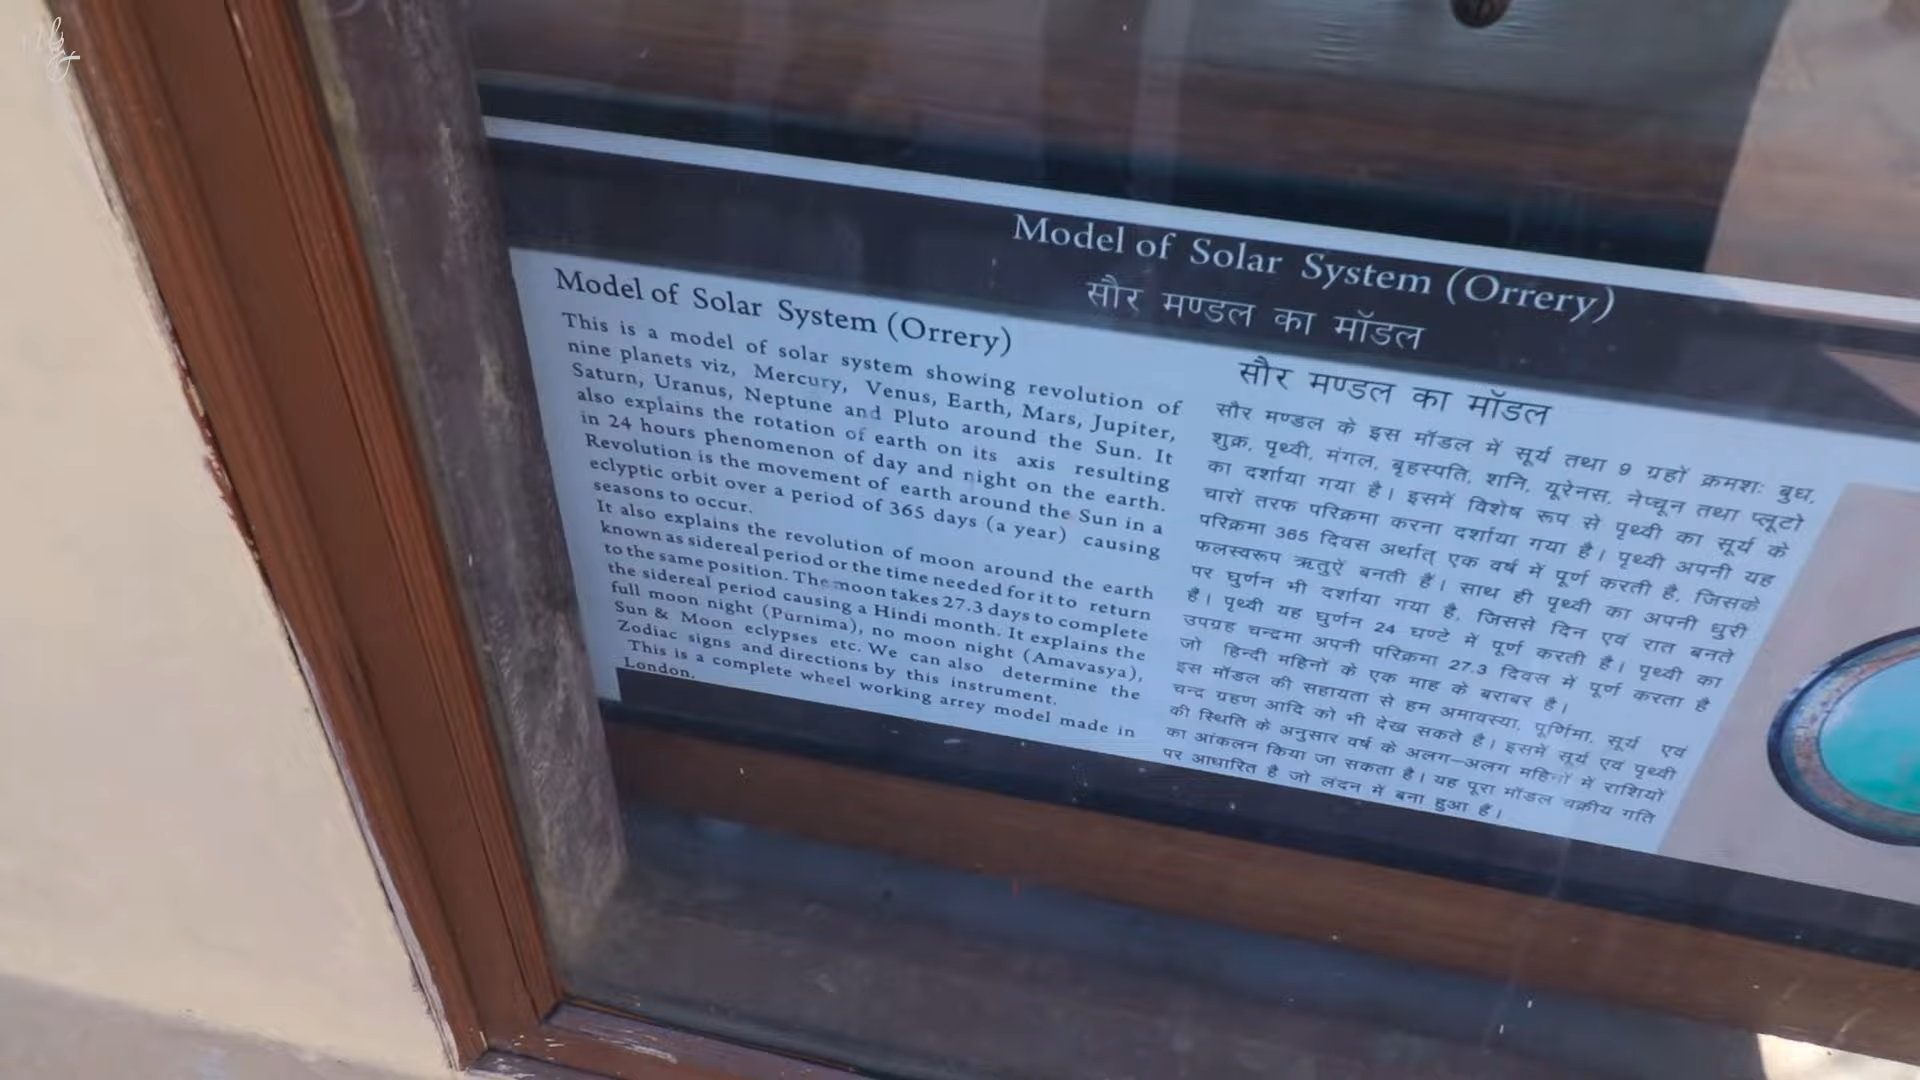 Model of Solar System (Orrery)
सौर मण्डल का मॉडल
Model of Solar System (Orrery)
This is a model of solar system showing revolution of
nine planets viz, Mercury, Venus, Earth, Mars, Jupiter,
Saturn, Uranus, Neptune and Pluto around the Sun. It
also explains the rotation of earth on its axis resulting
in 24 hours phenomenon of day and night on the earth.
Revolution is the movement of earth around the Sun in a
eclyptic orbit over a period of 365 days (a year) causing
seasons to occur.
It also explains the revolution of moon around the earth
known as sidereal period or the time needed for it to return
to the same position. The moon takes 27.3 days to complete
the sidereal period causing a Hindi month. It explains the
full moon night (Purnima), no moon night (Amavasya),
Sun & Moon eclypses etc. We can also determine the
Zodiac signs and directions by this instrument.
This is a complete wheel working arrey model made in
London.
सौर मण्डल का मॉडल
सौर मण्डल के इस मॉडल में सूर्य तथा 9 ग्रहों क्रमशः बुध,
शुक्र, पृथ्वी, मंगल, बृहस्पति, शनि, यूरेनस, नेप्चून तथा प्लूटो
का दर्शाया गया है। इसमें विशेष रूप से पृथ्वी का सूर्य के
चारों तरफ परिक्रमा करना दर्शाया गया है। पृथ्वी अपनी यह
परिक्रमा 365 दिवस अर्थात् एक वर्ष में पूर्ण करती है, जिसके
फलस्वरूप ऋतुऐं बनती हैं। साथ ही पृथ्वी का अपनी धुरी
पर घुर्णन भी दर्शाया गया है, जिससे दिन एवं रात बनते
है। पृथ्वी यह घुर्णन 24 घण्टे में पूर्ण करती है। पृथ्वी का
उपग्रह चन्द्रमा अपनी परिक्रमा 27.3 दिवस में पूर्ण करता है
जो हिन्दी महिनों के एक माह के बराबर है।
इस मॉडल की सहायता से हम अमावस्या, पूर्णिमा, सूर्य एवं
चन्द्र ग्रहण आदि को भी देख सकते है। इसमें सूर्य एवं पृथ्वी
की स्थिति के अनुसार वर्ष के अलग–अलग महिनों में राशियों
का आंकलन किया जा सकता है। यह पूरा मॉडल चक्रीय गति
पर आधारित है जो लंदन में बना हुआ है।